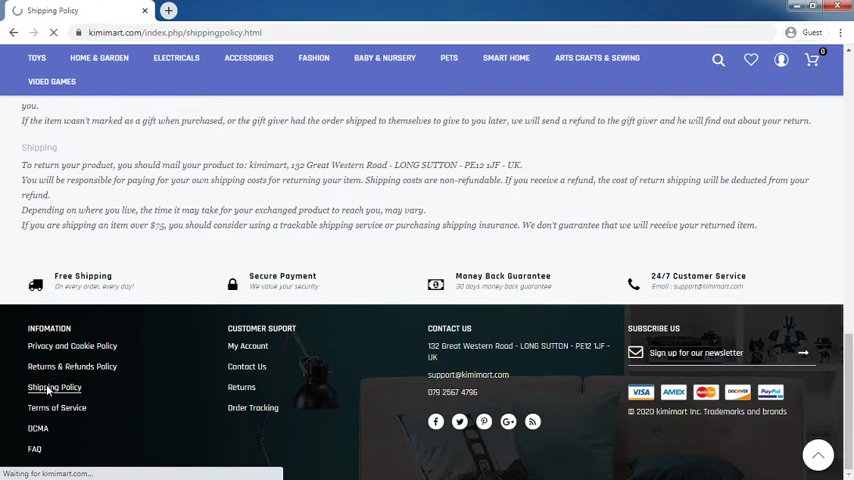 Shipping Policy
kimimart.com/index.php/shippingpolicy.html
Guest
TOYS HOME & GARDEN ELECTRICALS ACCESSORIES FASHION BABY & NURSERY PETS SMART HOME ARTS CRAFTS & SEWING
0
VIDEO GAMES
you.
If the item wasn't marked as a gift when purchased, or the gift giver had the order shipped to themselves to give to you later, we will send a refund to the gift giver and he will find out about your return.
Shipping
To return your product, you should mail your product to: kimimart, 132 Great Western Road - LONG SUTTON - PE12 1JF - UK.
You will be responsible for paying for your own shipping costs for returning your item. Shipping costs are non-refundable. If you receive a refund, the cost of return shipping will be deducted from your
refund.
Depending on where you live, the time it may take for your exchanged product to reach you, may vary.
If you are shipping an item over $75, you should consider using a trackable shipping service or purchasing shipping insurance. We don't guarantee that we will receive your returned item.
Free Shipping
On every order, every day!
Secure Payment
We value your security
Money Back Guarantee
30 days money back guarantee
24/7 Customer Service
Email : support@kimimart.com
INFOMATION
Privacy and Cookie Policy
Returns & Refunds Policy
Shipping Policy
Terms of Service
DCMA
FAQ
CUSTOMER SUPORT
My Account
Contact Us
Returns
Order Tracking
CONTACT US
132 Great Western Road - LONG SUTTON - PE12 1JF -
UK
support@kimimart.com
079 2567 4796
SUBSCRIBE US
Sign up for our newsletter
VISA AMEX MasterCard DISCOVER PayPal
© 2020 kimimart Inc. Trademarks and brands
Waiting for kimimart.com...